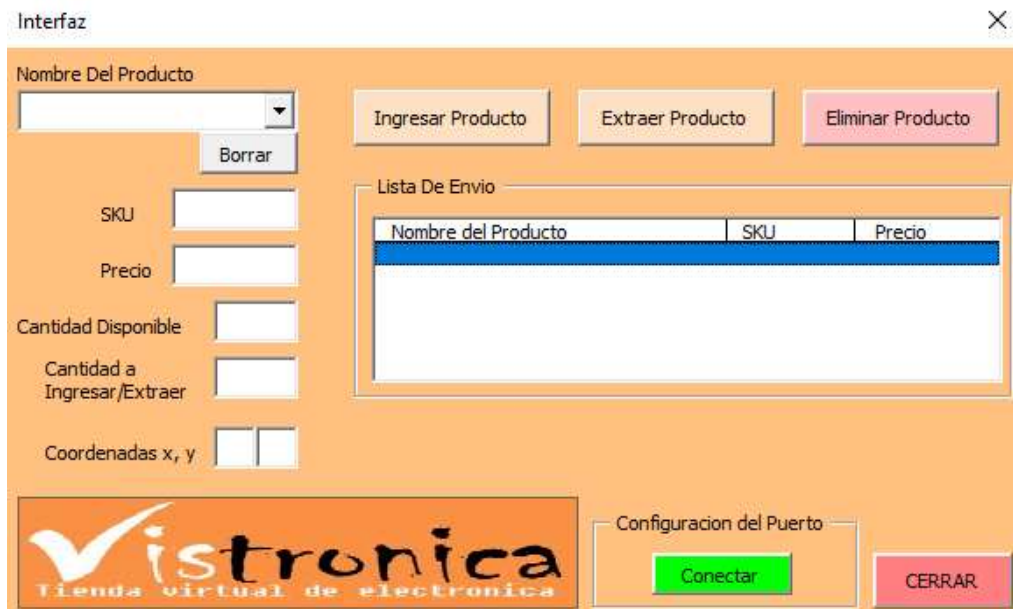 Interfaz
Nombre Del Producto
Borrar
Ingresar Producto
Extraer Producto
Eliminar Producto
SKU
Precio
Cantidad Disponible
Cantidad a
Ingresar/Extraer
Coordenadas x, y
Lista De Envio
Nombre del Producto SKU Precio
Vistronica
Tienda virtual de electronica
Configuracion del Puerto
Conectar
CERRAR